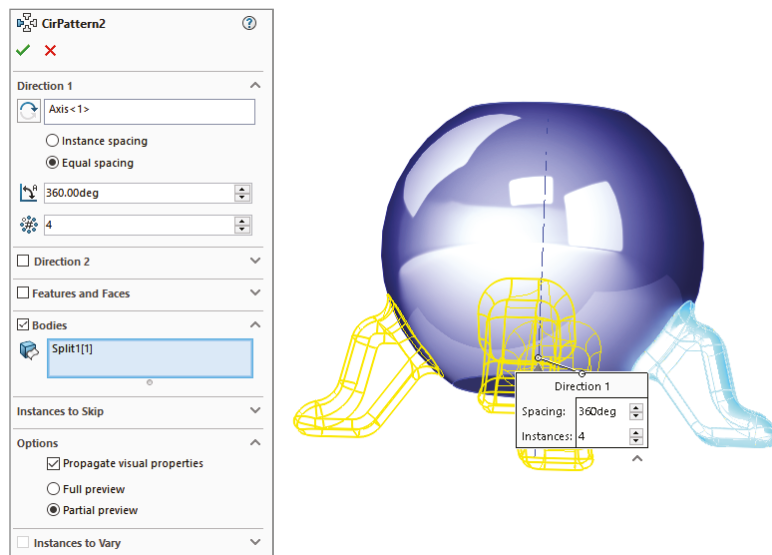 CirPattern2
Direction 1
Axis<1>
Instance spacing
Equal spacing
360.00deg
4
Direction 2
Features and Faces
Bodies
Split1[1]
Instances to Skip
Options
Propagate visual properties
Full preview
Partial preview
Instances to Vary
Direction 1
Spacing: 360deg
Instances: 4